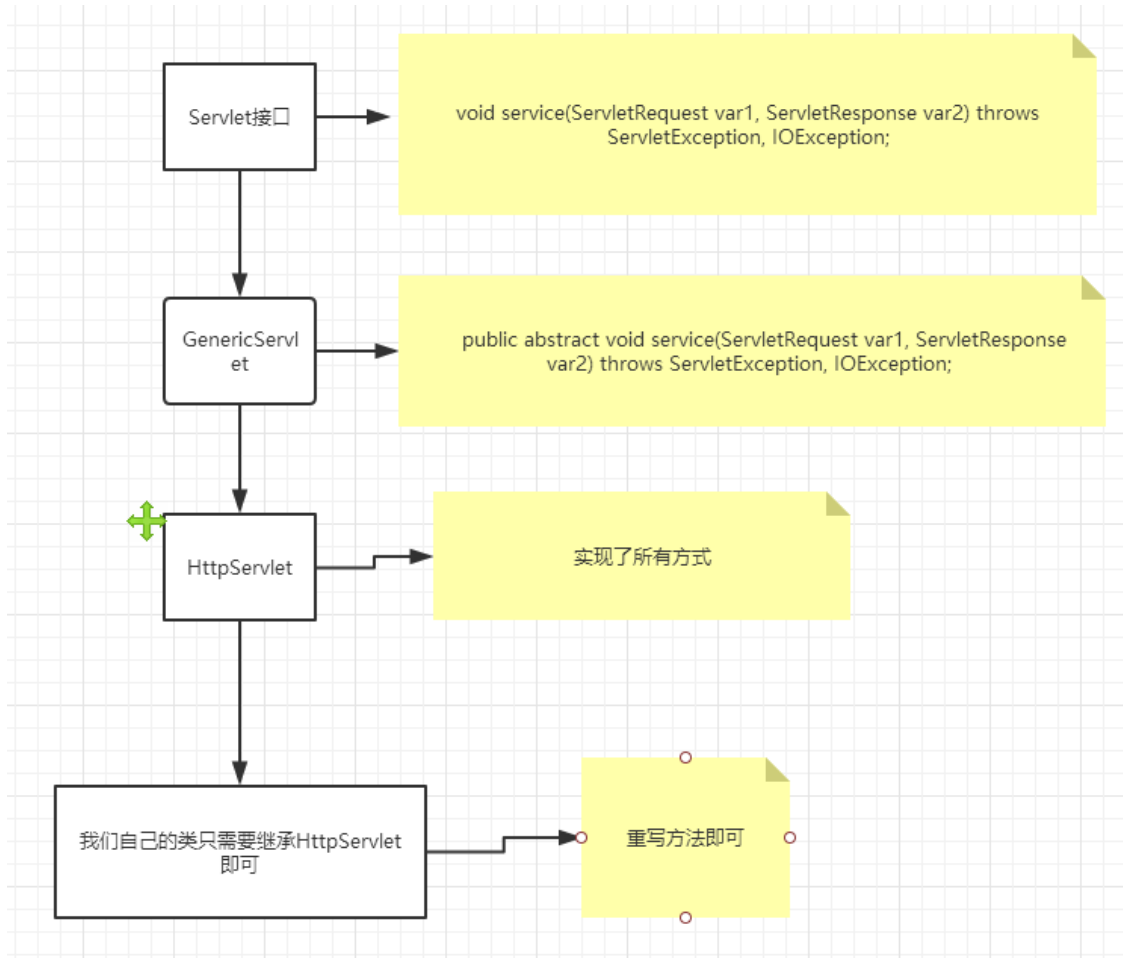 Servlet接口
void service(ServletRequest var1, ServletResponse var2) throws
ServletException, IOException;
GenericServl
et
public abstract void service(ServletRequest var1, ServletResponse
var2) throws ServletException, IOException;
HttpServlet
实现了所有方式
我们自己的类只需要继承HttpServlet
即可
重写方法即可